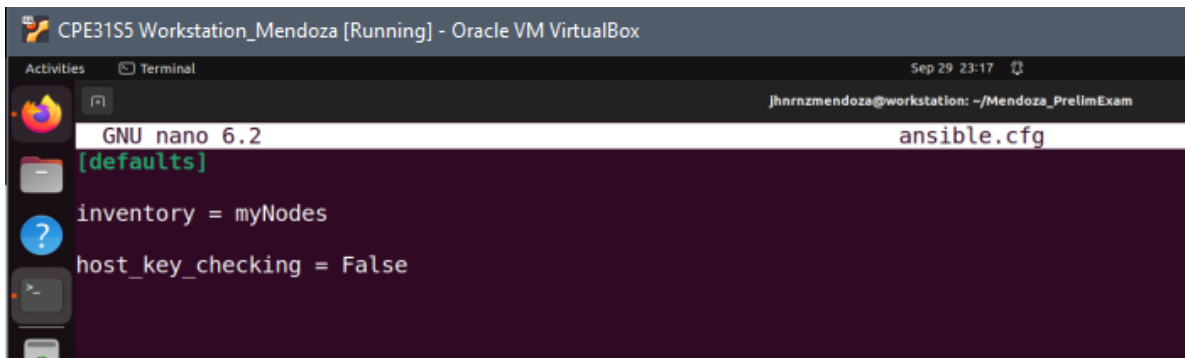 CPE31S5 Workstation_Mendoza [Running] - Oracle VM VirtualBox
Activities Terminal Sep 29 23:17
jhnrnzmendoza@workstation: ~/Mendoza_PrelimExam
GNU nano 6.2 ansible.cfg
[defaults]
inventory = myNodes
host_key_checking = False